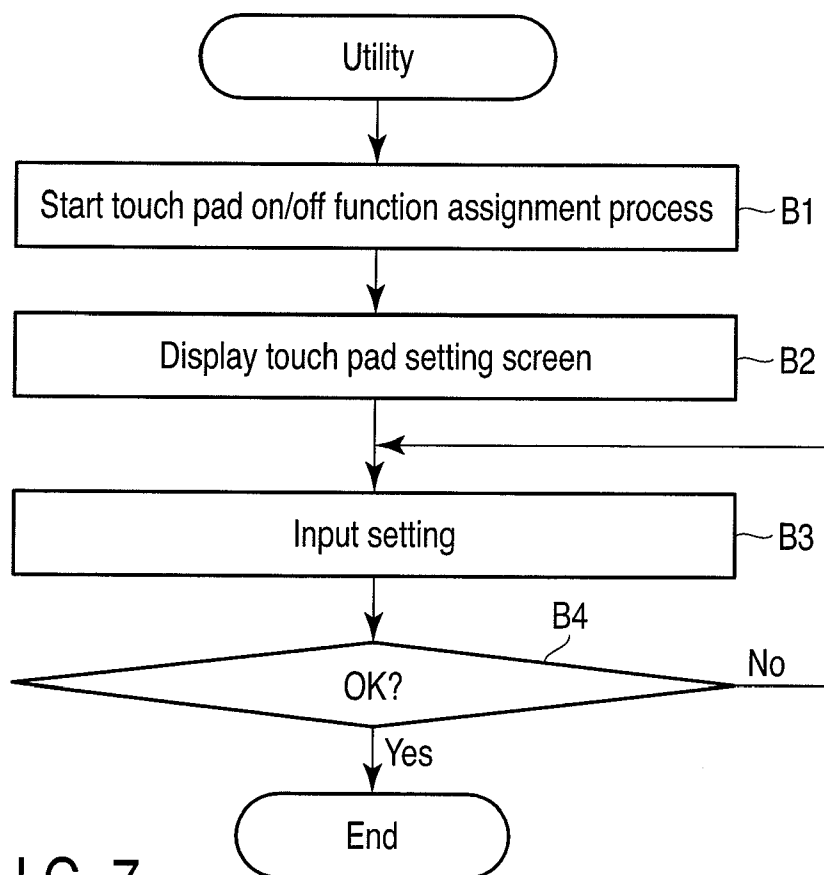 Utility
Start touch pad on/off function assignment process
B1
Display touch pad setting screen
B2
Input setting
B3
B4
OK?
No
Yes
End